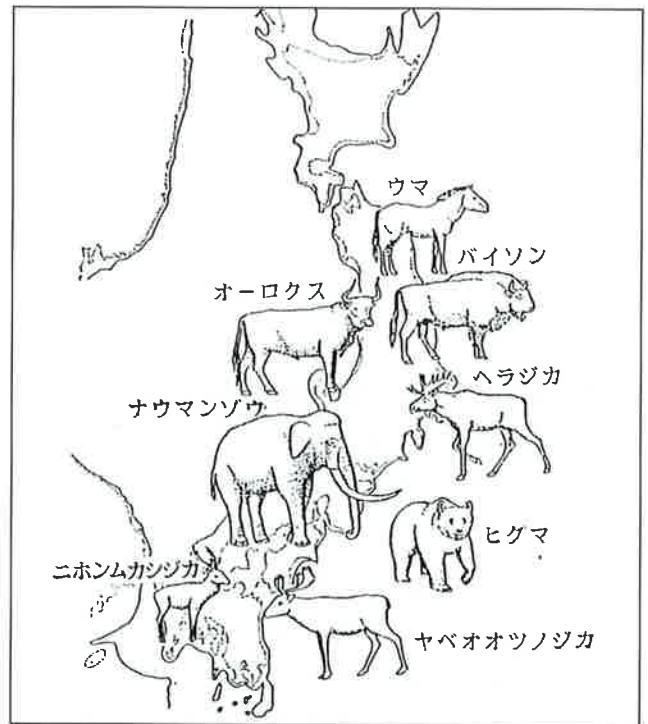 ウマ
バイソン
オーロクス
ヘラジカ
ナウマンゾウ
ヒグマ
ニホンムカシジカ
ヤベオオツノジカ